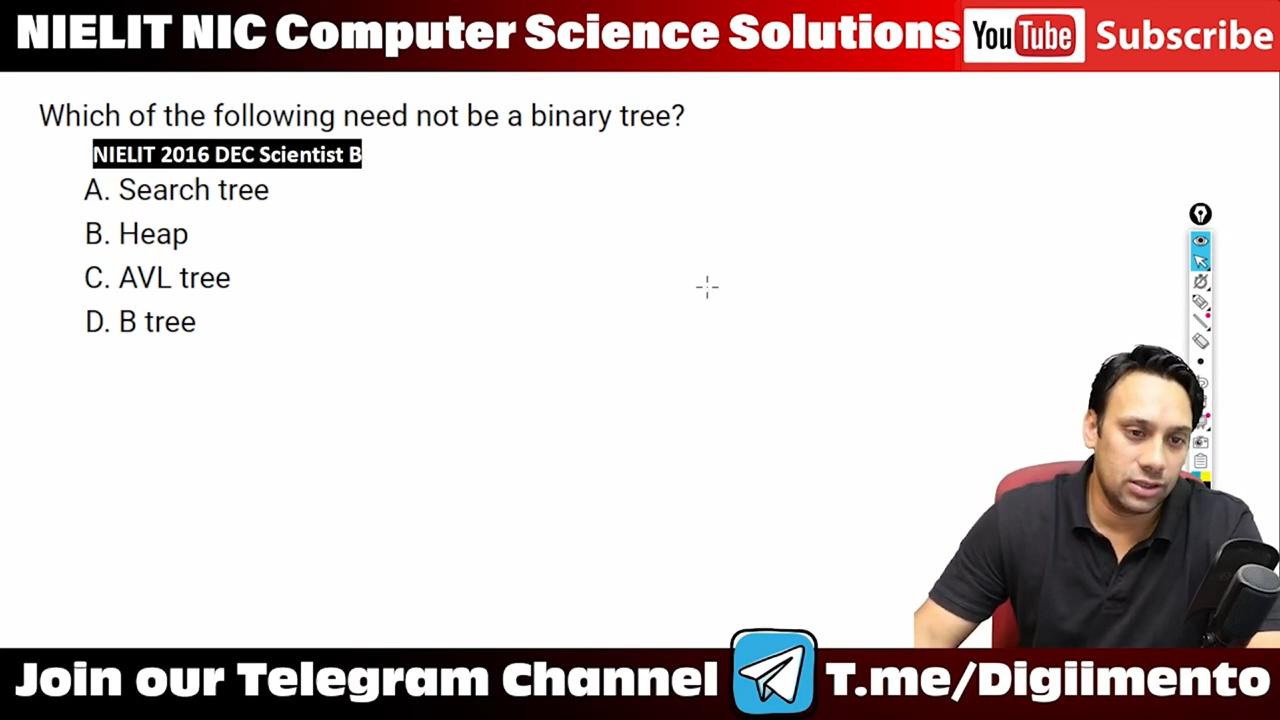 NIELIT NIC Computer Science Solutions YouTube Subscribe
Which of the following need not be a binary tree?
NIELIT 2016 DEC Scientist B
A. Search tree
B. Heap
C. AVL tree
D. B tree
Join our Telegram Channel T.me/Digiimento